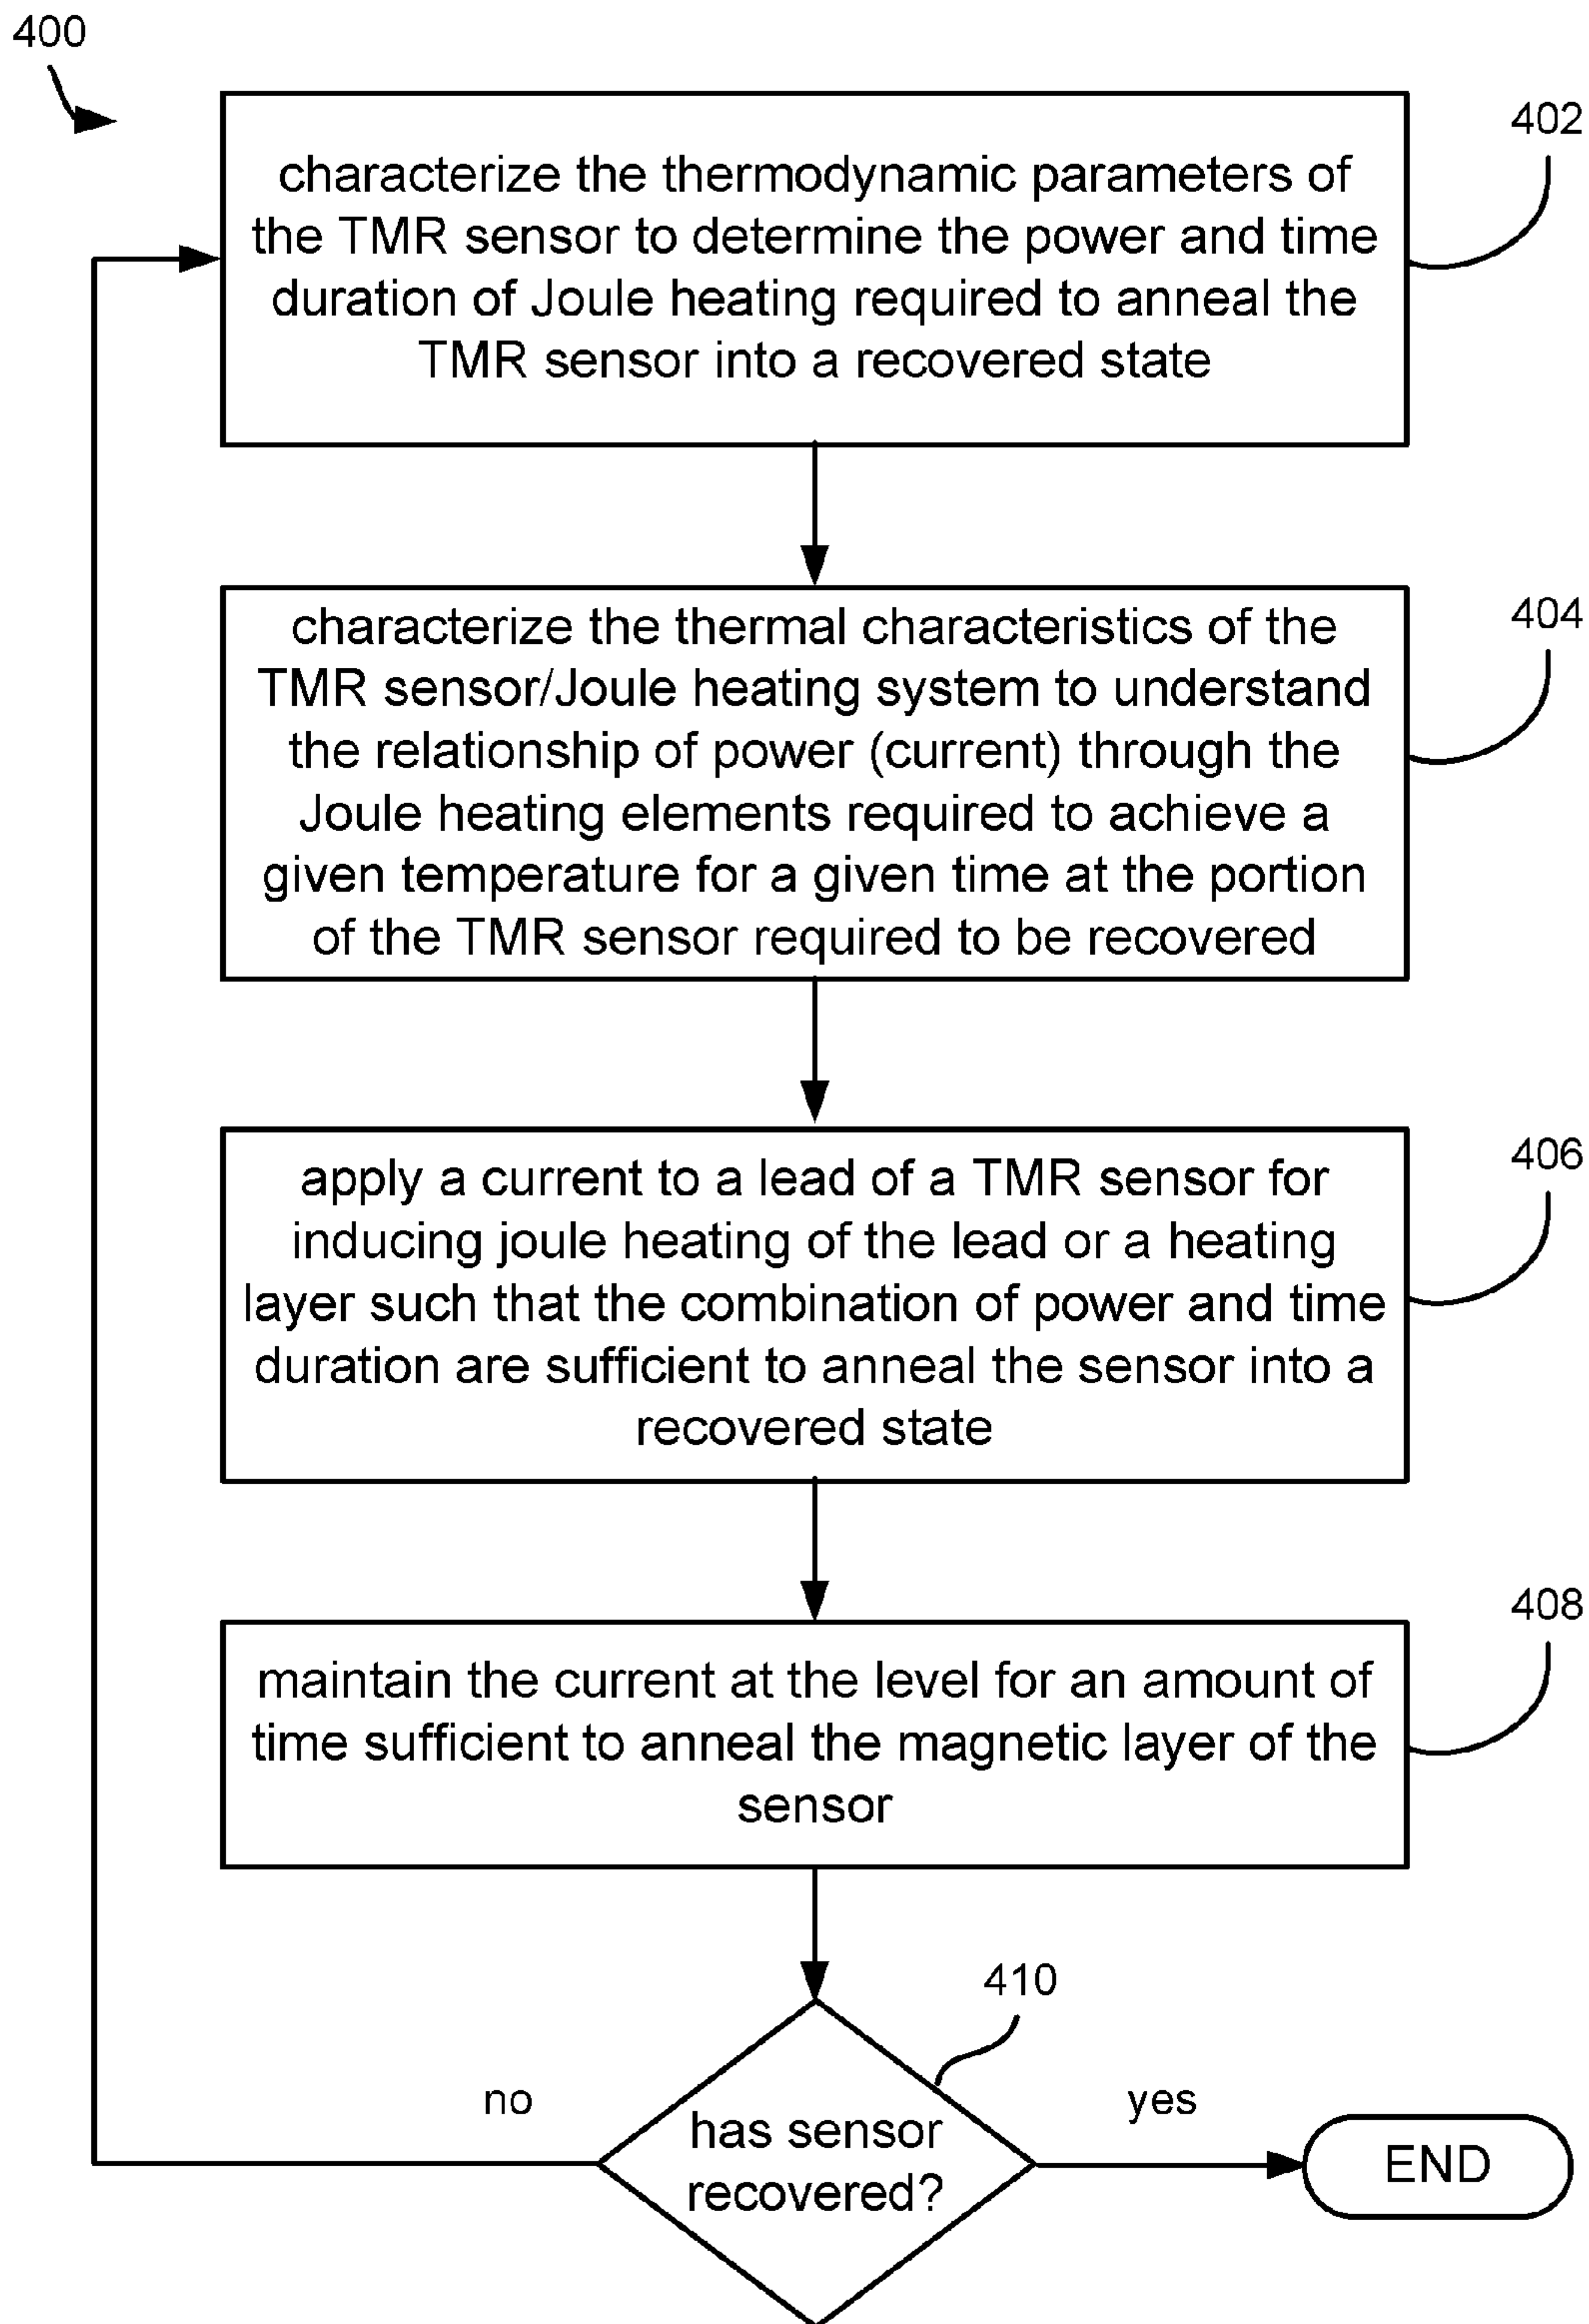 400
402
characterize the thermodynamic parameters of
the TMR sensor to determine the power and time
duration of Joule heating required to anneal the
TMR sensor into a recovered state
404
characterize the thermal characteristics of the
TMR sensor/Joule heating system to understand
the relationship of power (current) through the
Joule heating elements required to achieve a
given temperature for a given time at the portion
of the TMR sensor required to be recovered
406
apply a current to a lead of a TMR sensor for
inducing joule heating of the lead or a heating
layer such that the combination of power and time
duration are sufficient to anneal the sensor into a
recovered state
408
maintain the current at the level for an amount of
time sufficient to anneal the magnetic layer of the
sensor
410
no
yes
has sensor
recovered?
END